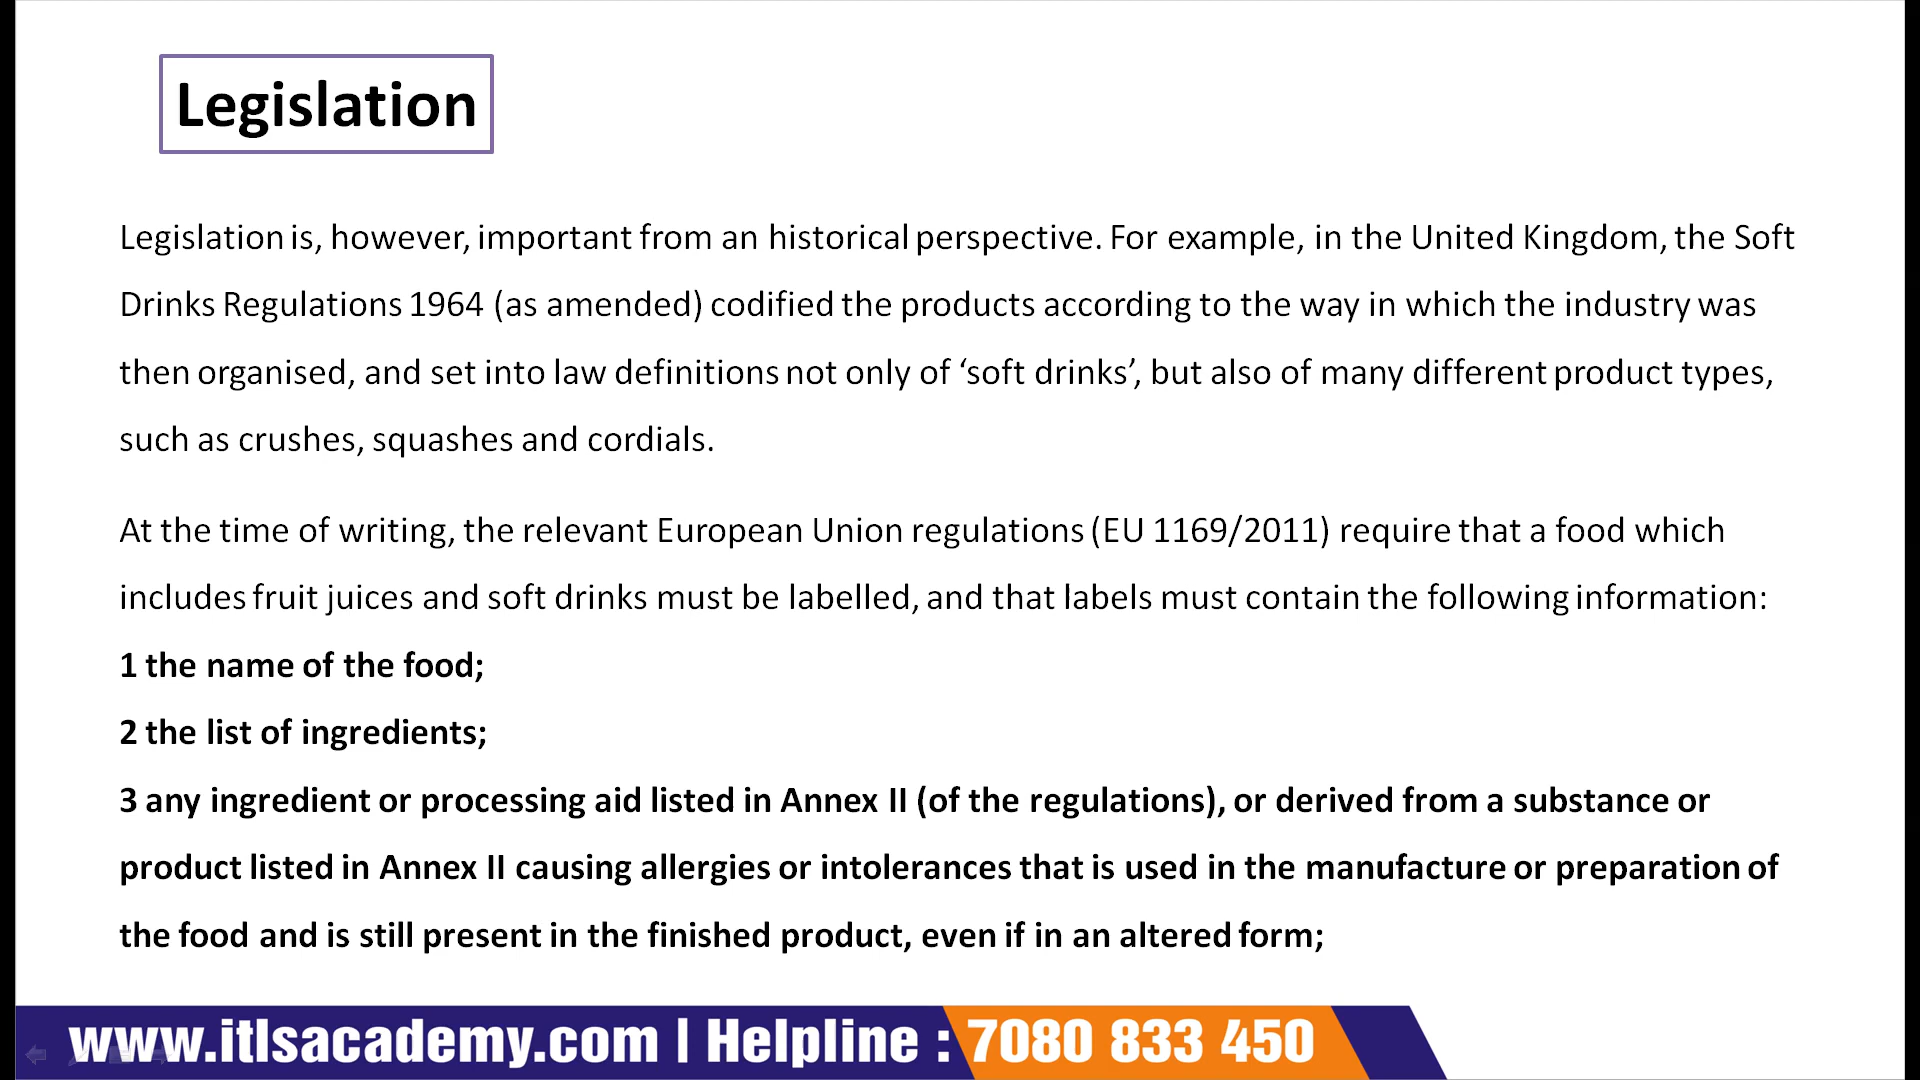 Legislation
Legislation is, however, important from an historical perspective. For example, in the United Kingdom, the Soft
Drinks Regulations 1964 (as amended) codified the products according to the way in which the industry was
then organised, and set into law definitions not only of ‘soft drinks’, but also of many different product types,
such as crushes, squashes and cordials.
At the time of writing, the relevant European Union regulations (EU 1169/2011) require that a food which
includes fruit juices and soft drinks must be labelled, and that labels must contain the following information:
1 the name of the food;
2 the list of ingredients;
3 any ingredient or processing aid listed in Annex II (of the regulations), or derived from a substance or
product listed in Annex II causing allergies or intolerances that is used in the manufacture or preparation of
the food and is still present in the finished product, even if in an altered form;
www.itlsacademy.com | Helpline : 7080 833 450